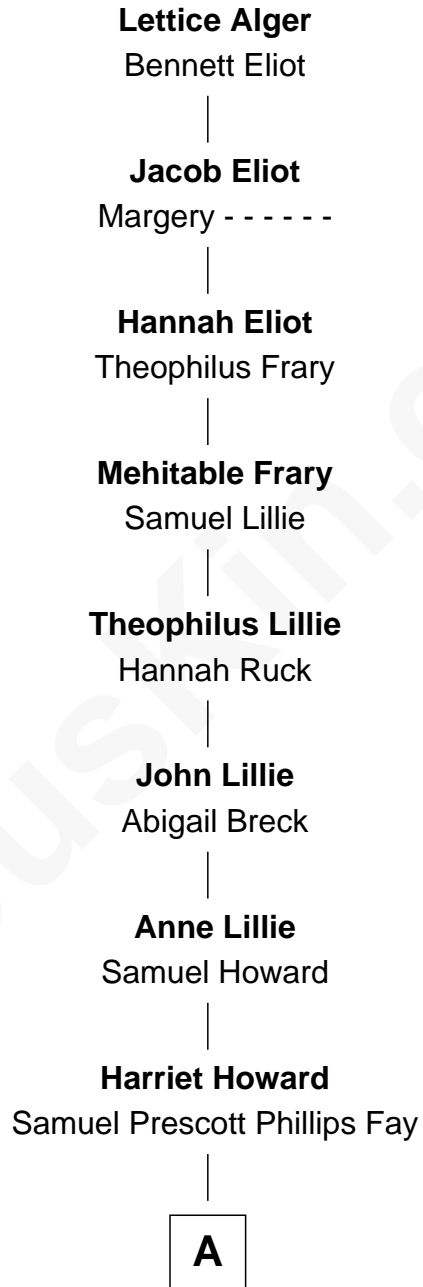 Lettice Alger
Bennett Eliot
Jacob Eliot
Margery - - - - - -
Hannah Eliot
Theophilus Frary
Mehitable Frary
Samuel Lillie
Theophilus Lillie
Hannah Ruck
John Lillie
Abigail Breck
Anne Lillie
Samuel Howard
Harriet Howard
Samuel Prescott Phillips Fay
A